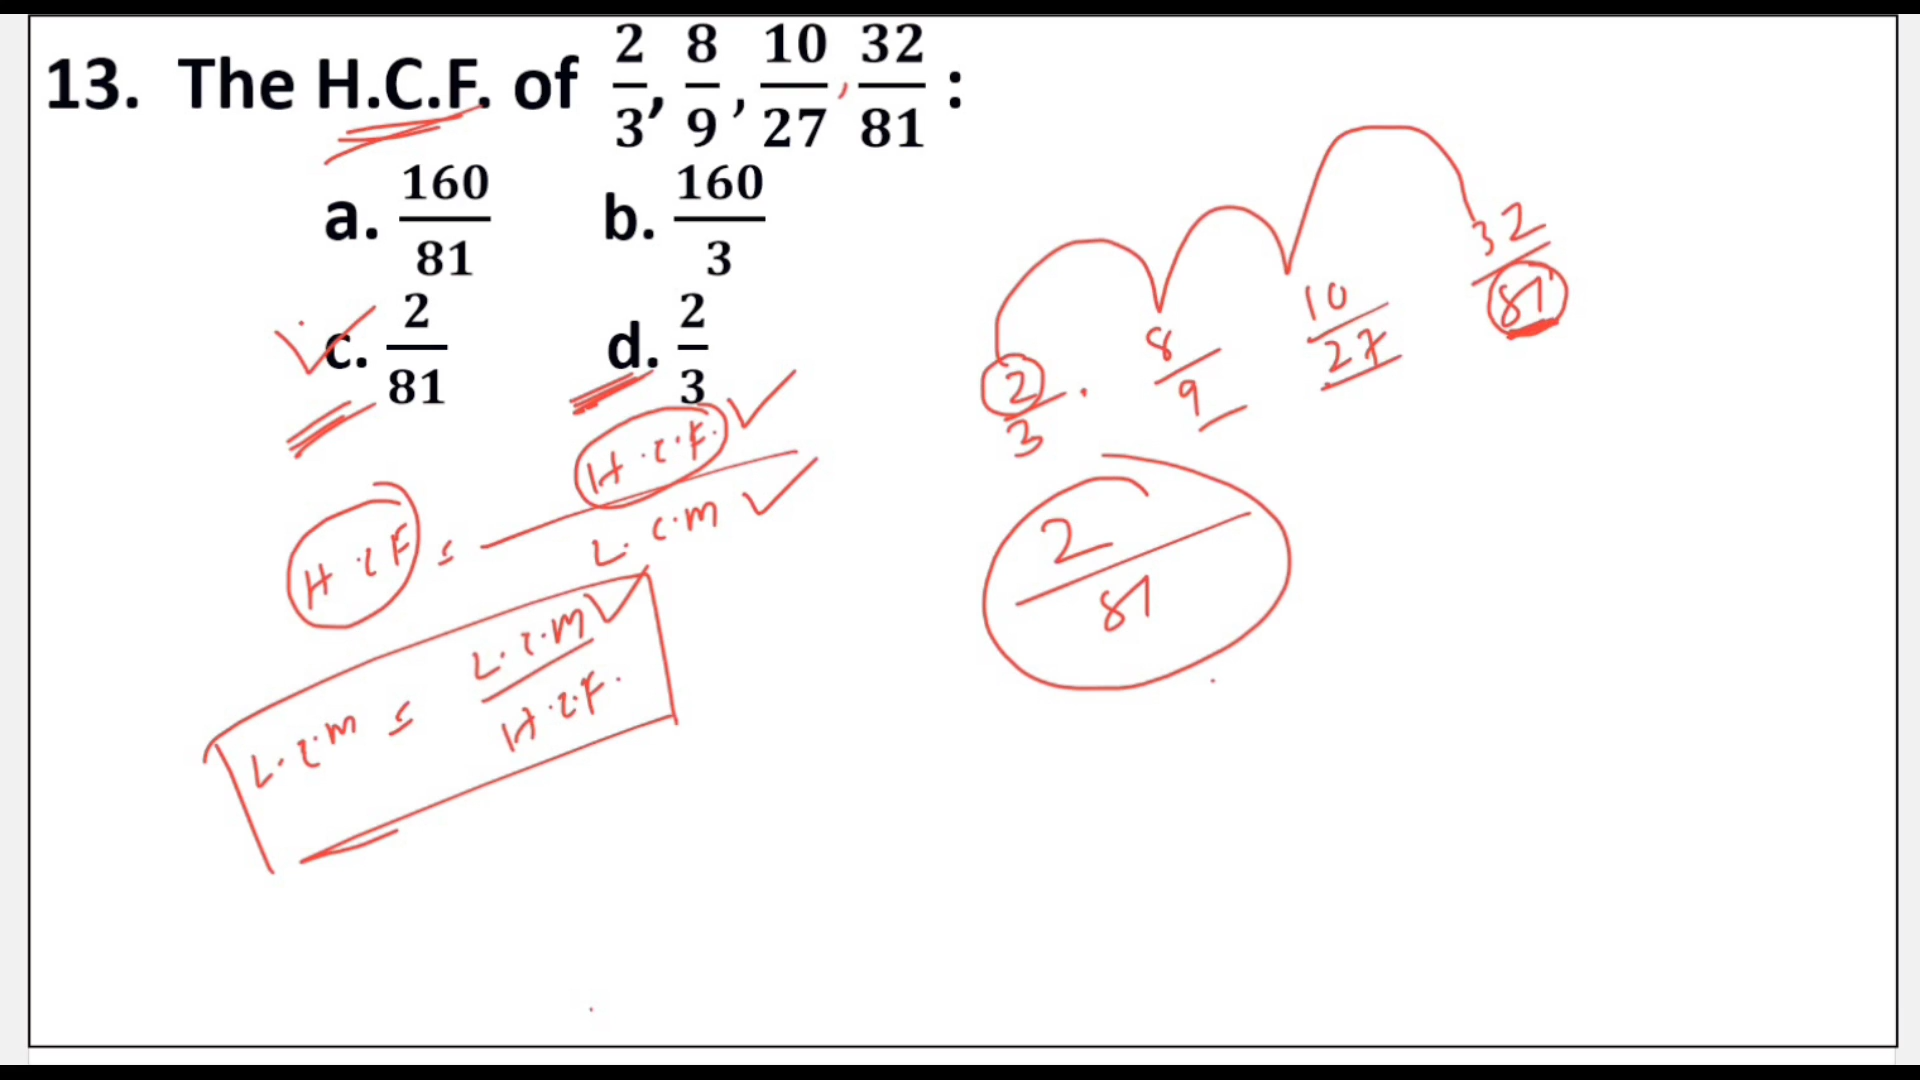 13. The H.C.F. of 2/3, 8/9, 10/27, 32/81 :
a. 160/81 b. 160/3
c. 2/81 d. 2/3
2/3 . 8/9 10/27 32/81
H.C.F = H.C.F. / L.C.M
2/81
L.C.M = L.C.M / H.C.F.